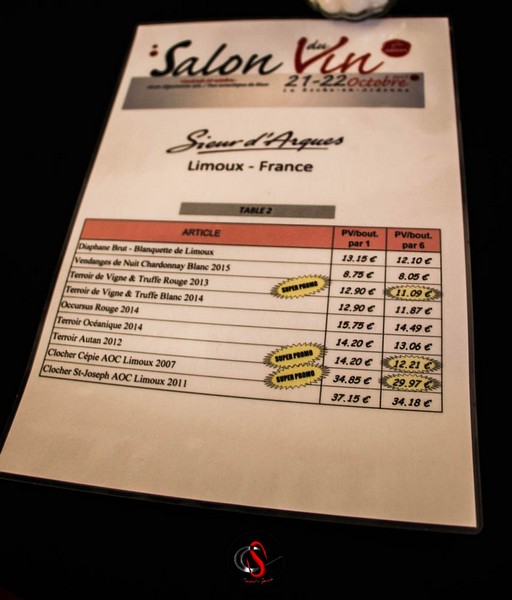 Salon du Vin
21-22 Octobre
Sieur d'Arques
Limoux - France
TABLE 2
ARTICLE PV/bout. par 1 PV/bout. par 6
Diaphane Brut - Blanquette de Limoux 13.15 € 12.10 €
Vendanges de Nuit Chardonnay Blanc 2015 8.75 € 8.05 €
Terroir de Vigne & Truffe Rouge 2013 SUPER PROMO 12.90 € 11.09 €
Terroir de Vigne & Truffe Blanc 2014 12.90 € 11.87 €
Occursus Rouge 2014 15.75 € 14.49 €
Terroir Océanique 2014 14.20 € 13.06 €
Terroir Autan 2012 SUPER PROMO 14.20 € 12.21 €
Clocher Cépie AOC Limoux 2007 SUPER PROMO 34.85 € 29.97 €
Clocher St-Joseph AOC Limoux 2011 37.15 € 34.18 €